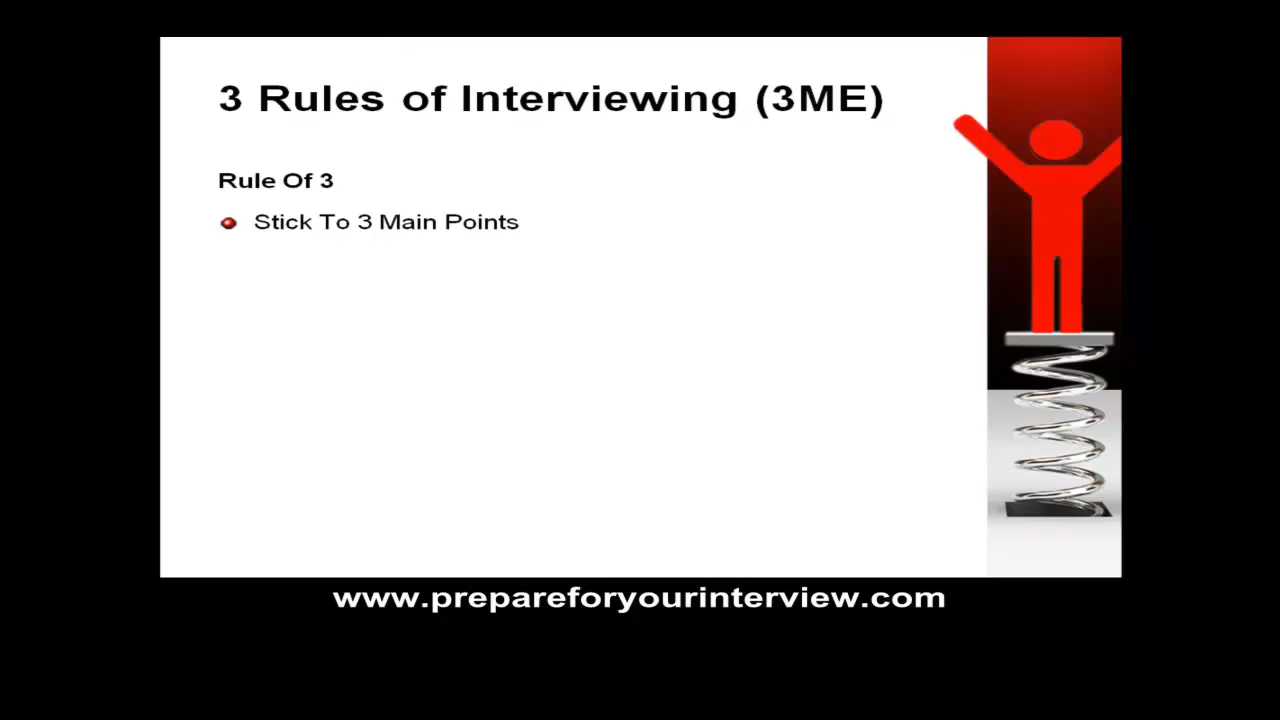 3 Rules of Interviewing (3ME)
Rule Of 3
Stick To 3 Main Points
www.prepareforyourinterview.com